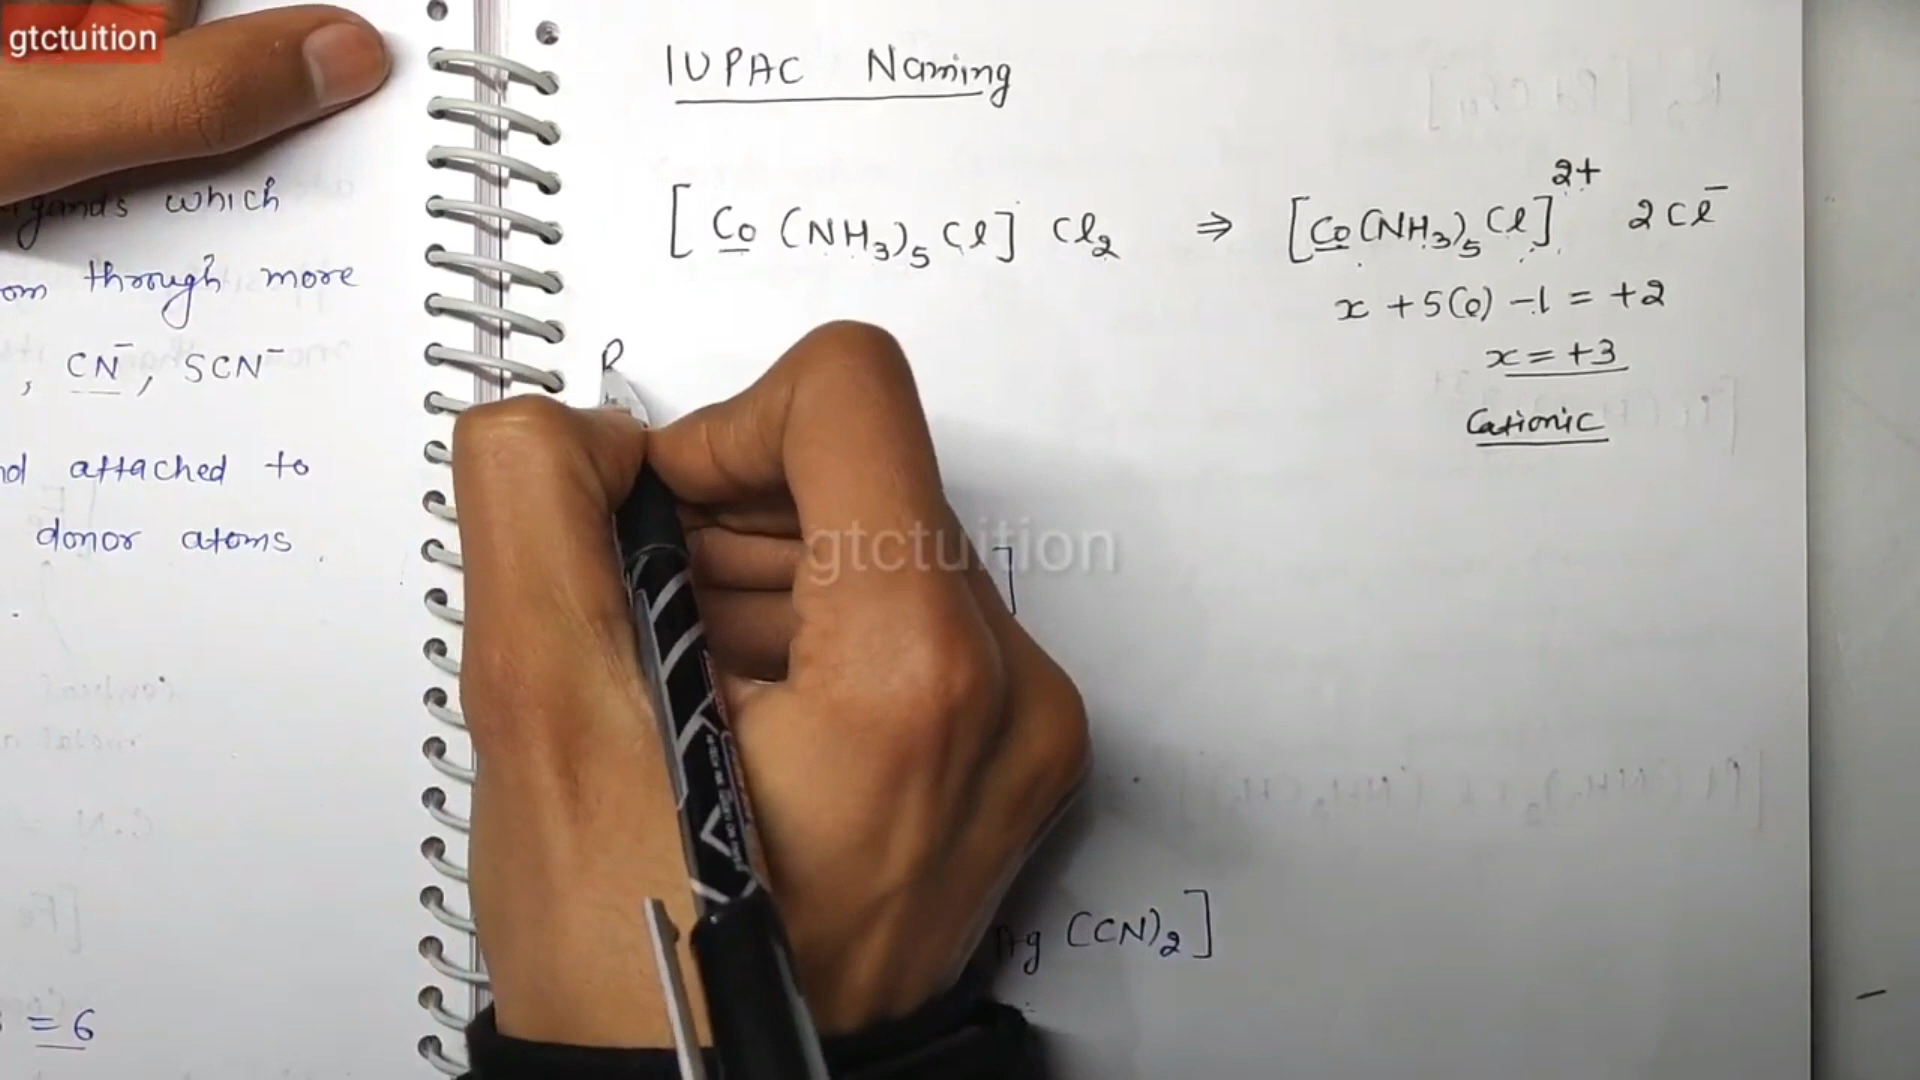 gtctuition
which
through more
, CN⁻, SCN⁻
attached to
donor atoms
= 6
IUPAC Naming
[Co(NH₃)₅Cl] Cl₂ ⇒ [Co(NH₃)₅Cl]²⁺ 2Cl⁻
x + 5(0) - 1 = +2
x = +3
Cationic
gtctuition
]
Ag (CN)₂]